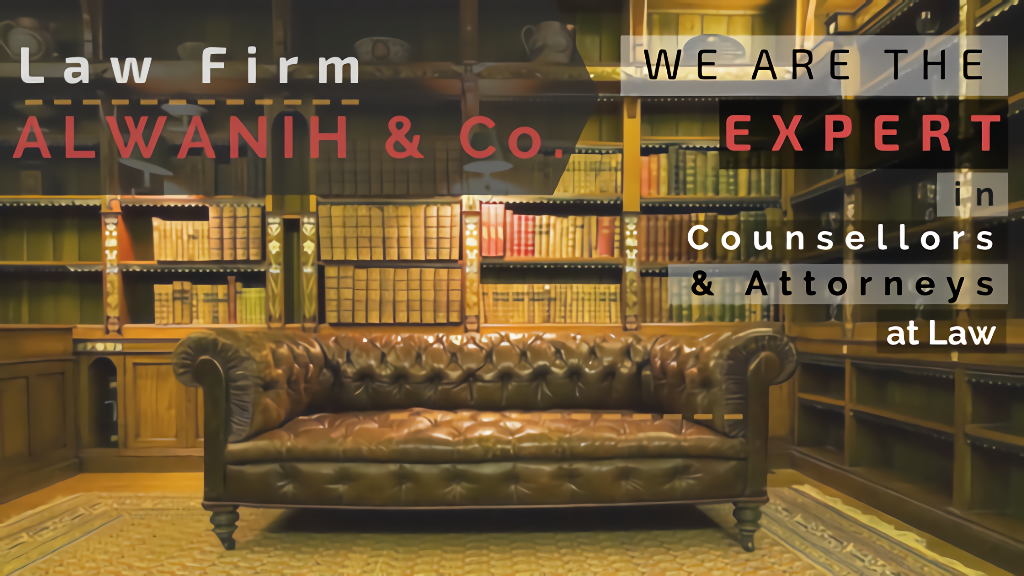 Law Firm
ALWANIH & Co.
WE ARE THE
EXPERT
in
Counsellors
& Attorneys
at Law